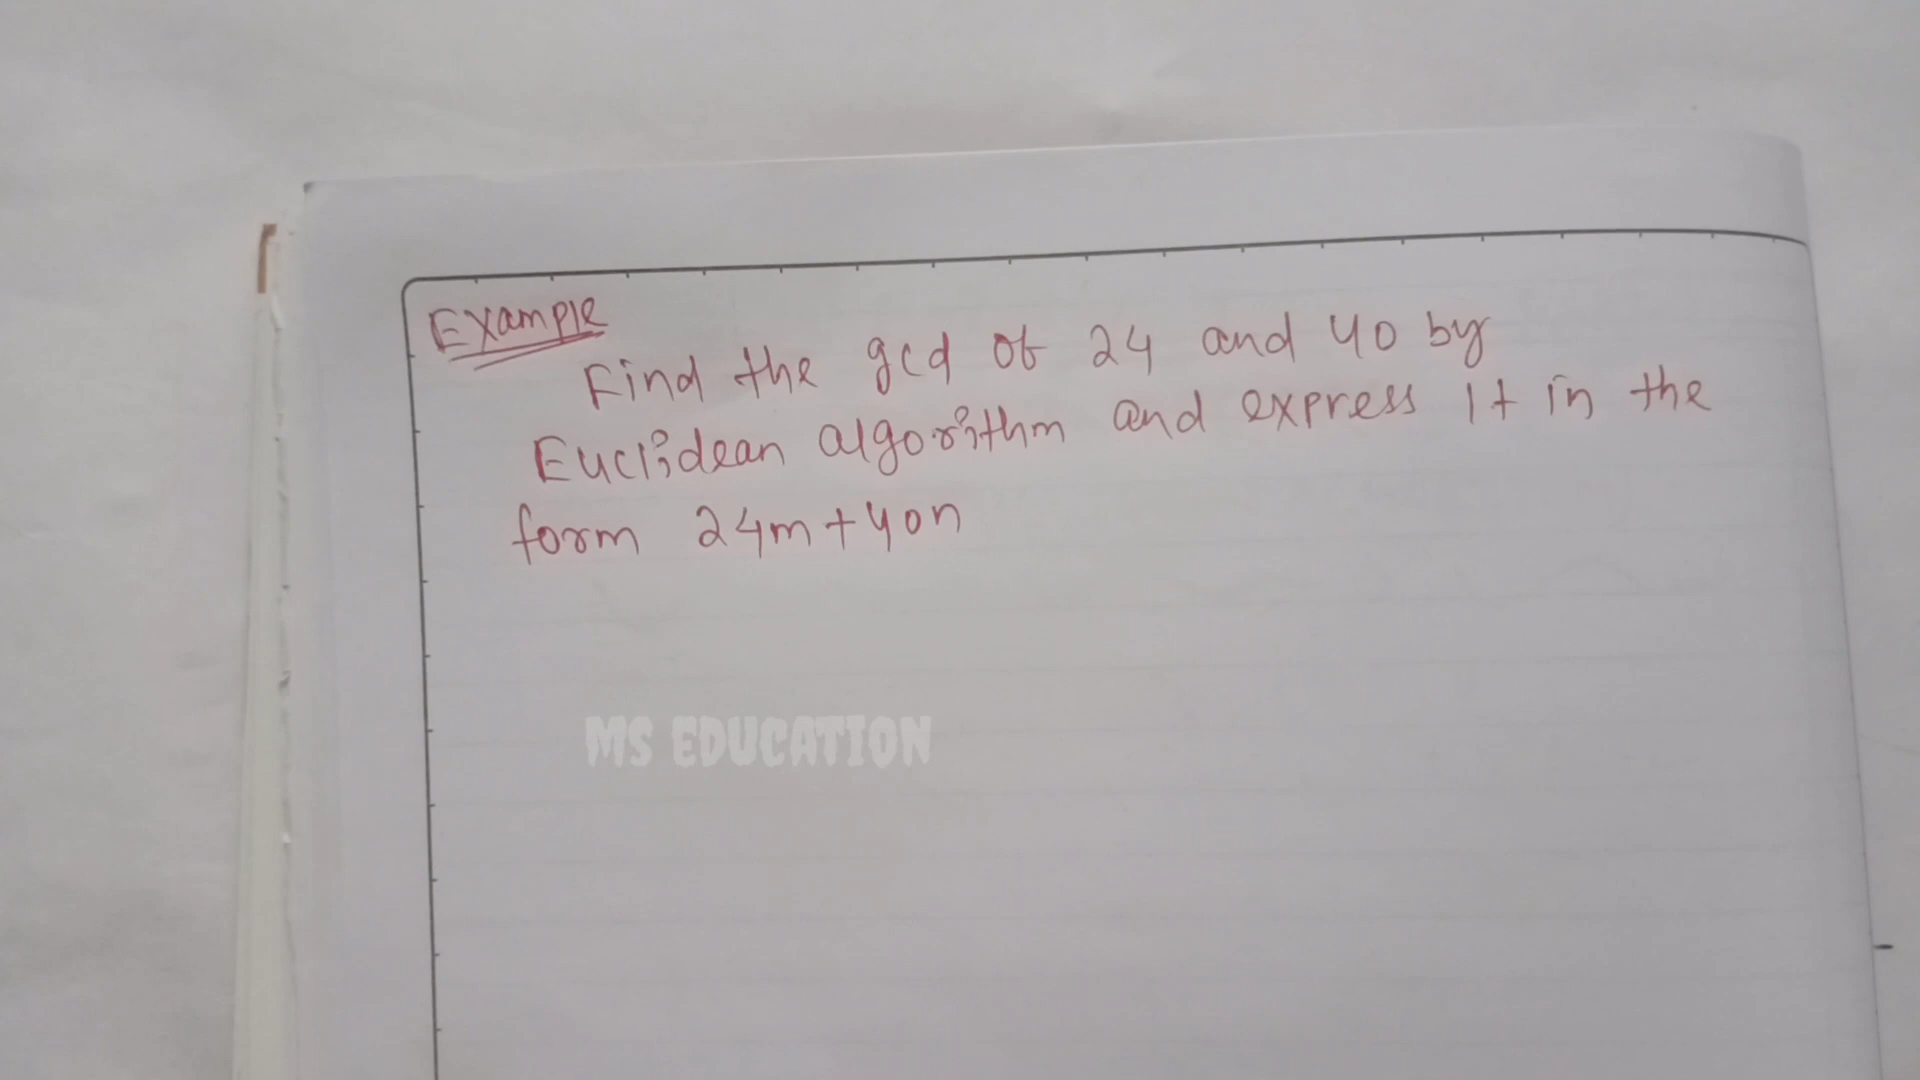 Example
Find the gcd of 24 and 40 by
Euclidean algorithm and express it in the
form 24m+40n
MS EDUCATION